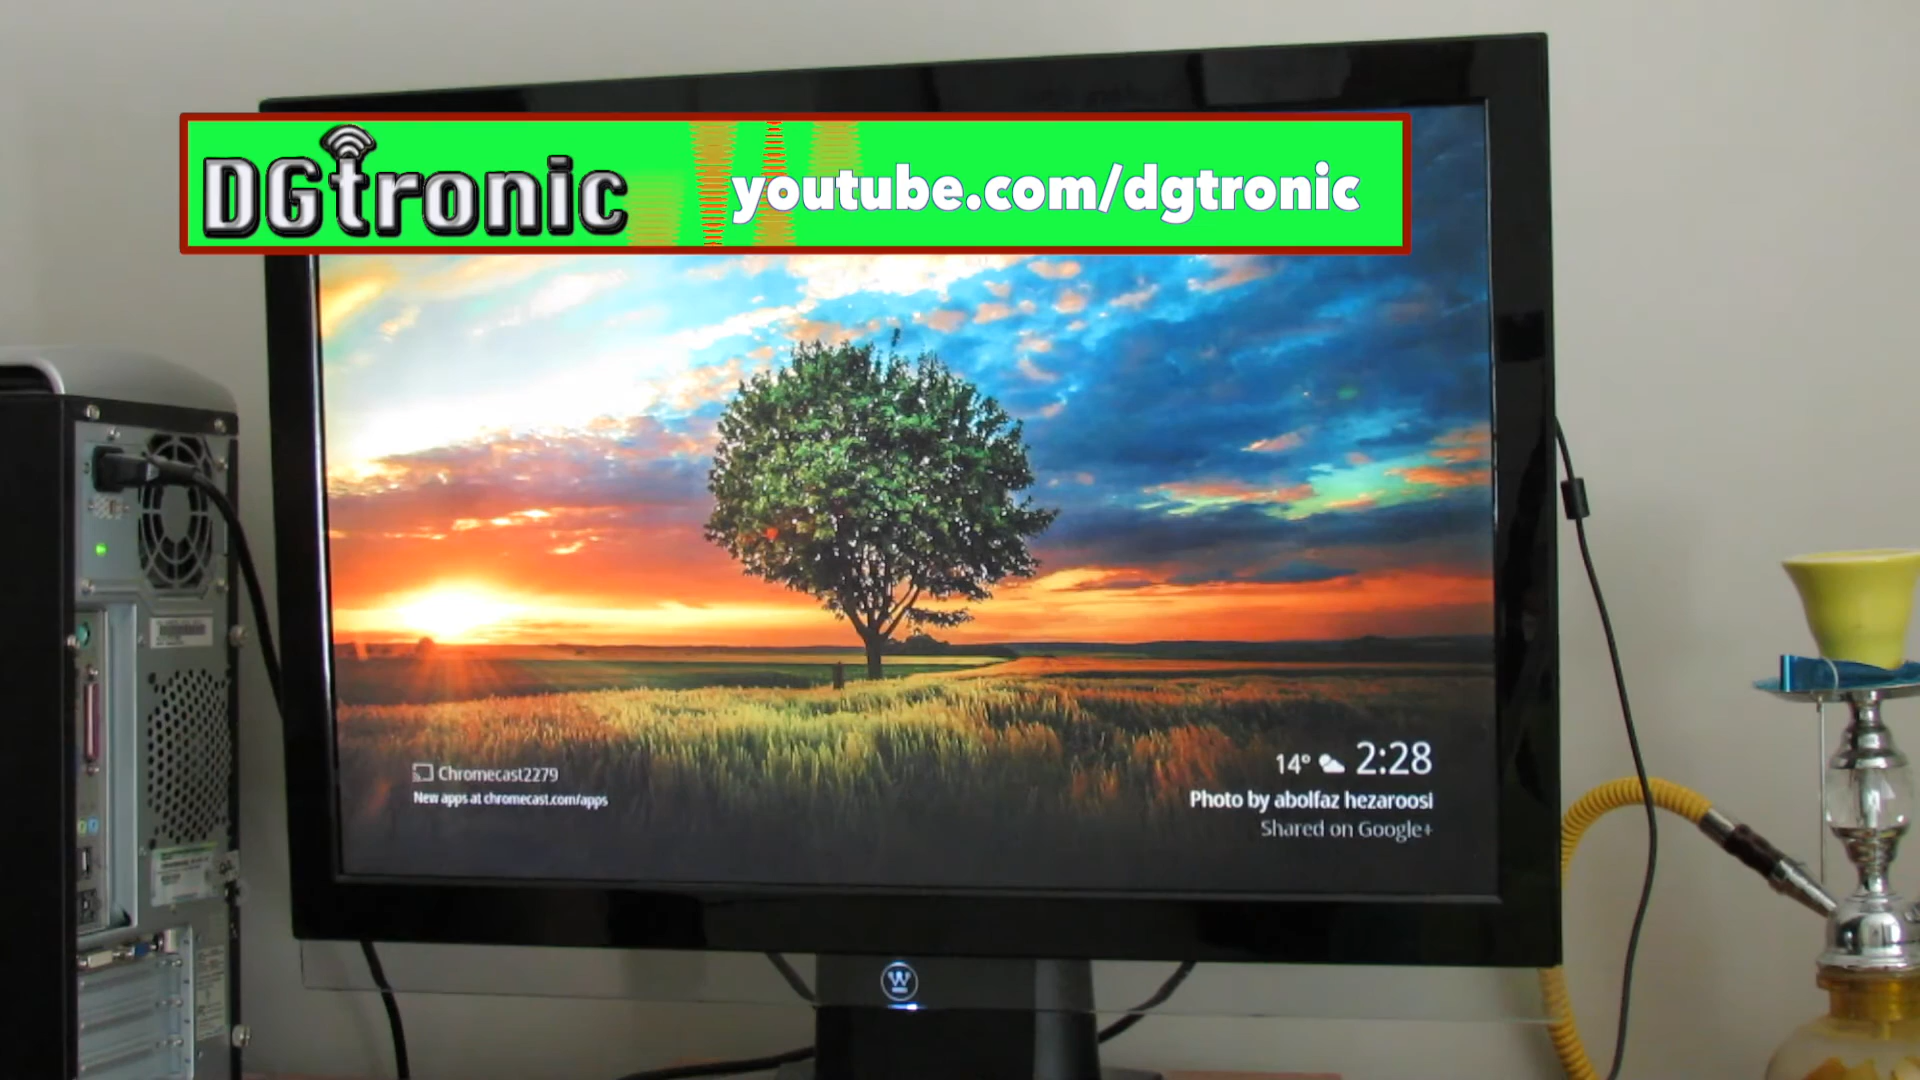 DGtronic
youtube.com/dgtronic
Chromecast2279
New apps at chromecast.com/apps
14° 2:28
Photo by abolfaz hezaroosi
Shared on Google+
W